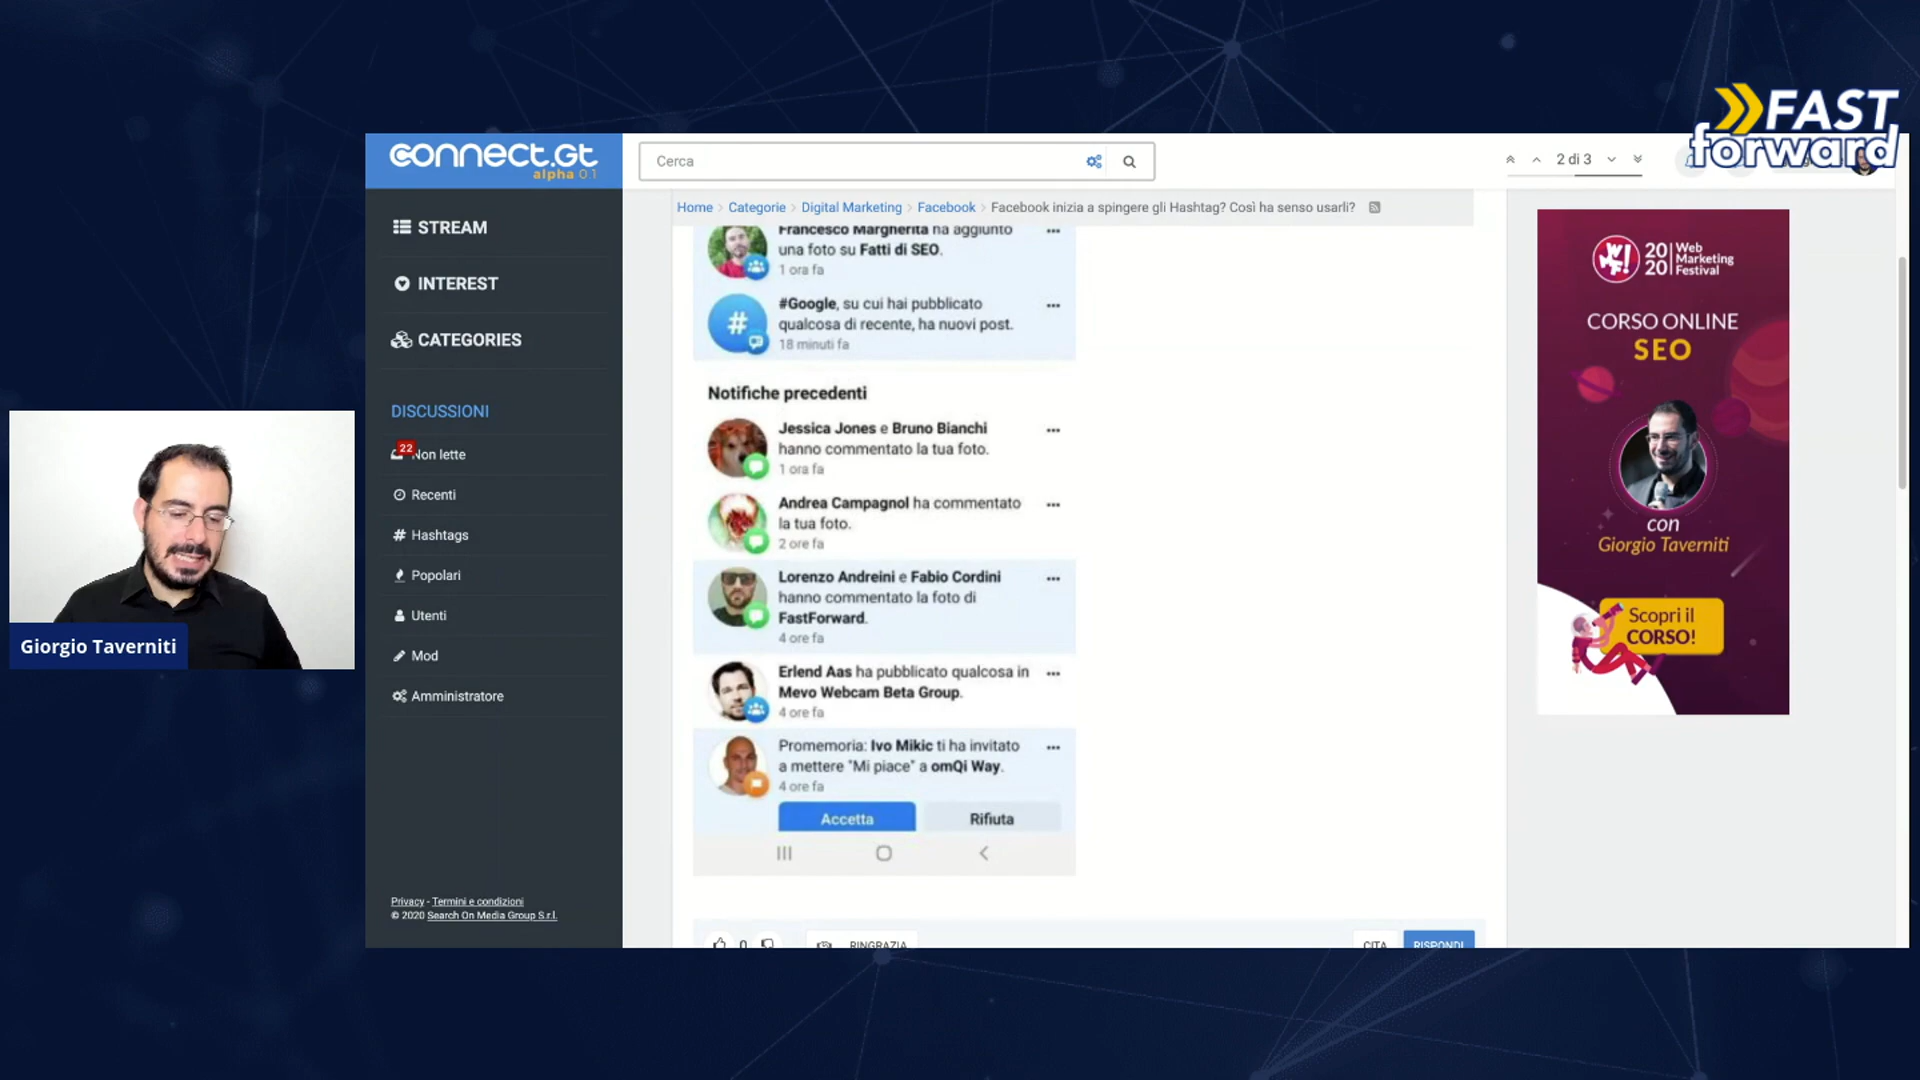 FAST
forward
connect.gt
alpha 0.1
Cerca
2 di 3
STREAM
INTEREST
CATEGORIES
DISCUSSIONI
22
Non lette
Recenti
# Hashtags
Popolari
Utenti
Mod
Amministratore
Privacy - Termini e condizioni
© 2020 Search On Media Group S.r.l.
Home > Categorie > Digital Marketing > Facebook > Facebook inizia a spingere gli Hashtag? Così ha senso usarli?
Francesco Margherita ha aggiunto
una foto su Fatti di SEO.
1 ora fa
#
#Google, su cui hai pubblicato
qualcosa di recente, ha nuovi post.
18 minuti fa
Notifiche precedenti
Jessica Jones e Bruno Bianchi
hanno commentato la tua foto.
1 ora fa
Andrea Campagnol ha commentato
la tua foto.
2 ore fa
Lorenzo Andreini e Fabio Cordini
hanno commentato la foto di
FastForward.
4 ore fa
Erlend Aas ha pubblicato qualcosa in
Mevo Webcam Beta Group.
4 ore fa
Promemoria: Ivo Mikic ti ha invitato
a mettere "Mi piace" a omQi Way.
4 ore fa
Accetta
Rifiuta
0
RINGRAZIA
CITA
RISPONDI
2020 Web Marketing Festival
CORSO ONLINE
SEO
con
Giorgio Taverniti
Scopri il
CORSO!
Giorgio Taverniti